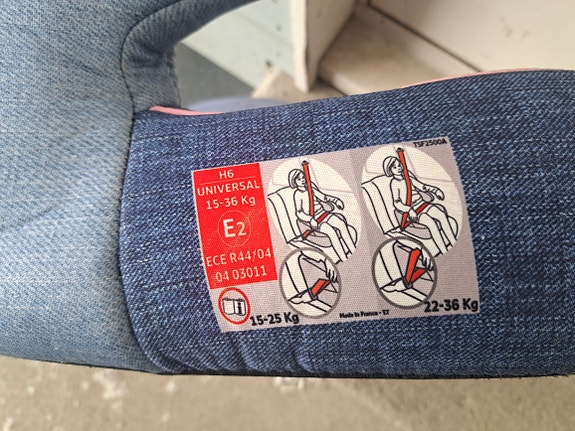 H6
UNIVERSAL
15-36 Kg
E2
ECE R44/04
04 03011
TSF2500A
15-25 Kg
Made in France - T.T
22-36 Kg